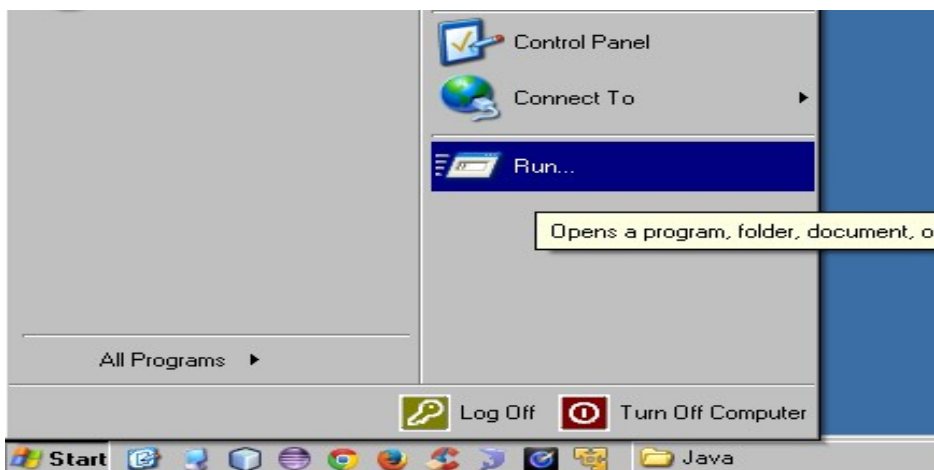 Control Panel
Connect To
Run...
Opens a program, folder, document, o
All Programs
Log Off
Turn Off Computer
Start
Java